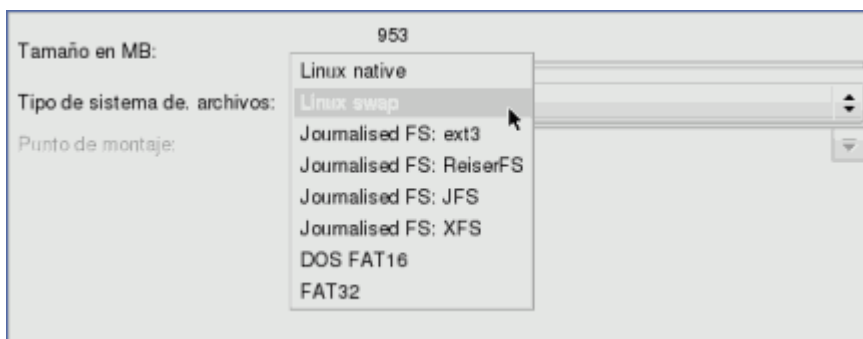 953
Tamaño en MB:
Linux native
Tipo de sistema de. archivos:
Linux swap
Punto de montaje:
Journalised FS: ext3
Journalised FS: ReiserFS
Journalised FS: JFS
Journalised FS: XFS
DOS FAT16
FAT32